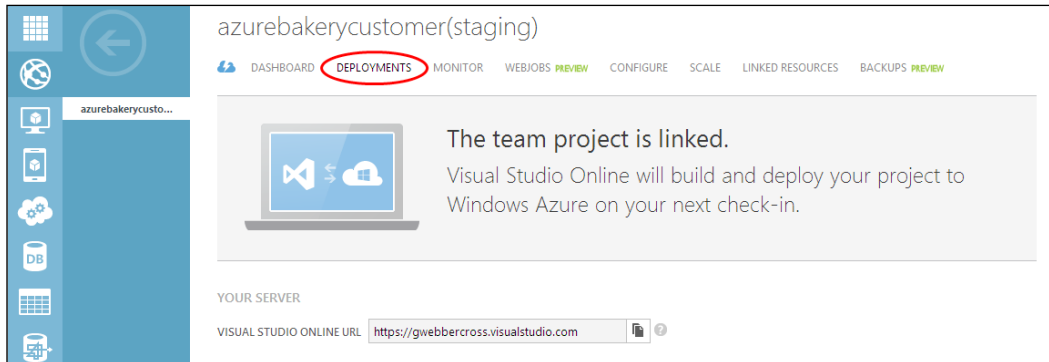 azurebakerycustomer(staging)
DASHBOARD DEPLOYMENTS MONITOR WEBJOBS PREVIEW CONFIGURE SCALE LINKED RESOURCES BACKUPS PREVIEW
azurebakerycusto...
The team project is linked.
Visual Studio Online will build and deploy your project to
Windows Azure on your next check-in.
DB
YOUR SERVER
VISUAL STUDIO ONLINE URL https://gwebbercross.visualstudio.com